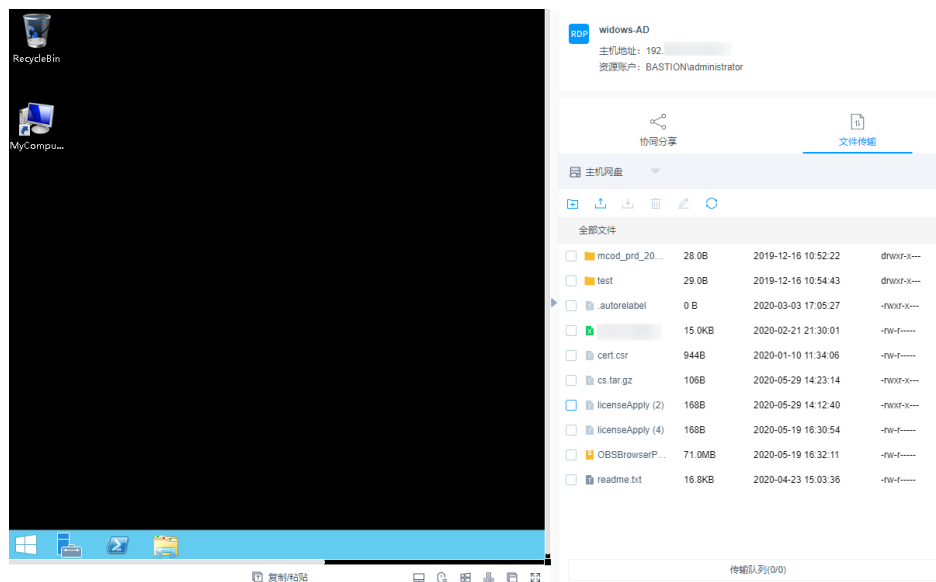 RecycleBin
MyCompu...
RDP
widows-AD
主机地址: 192.
资源账户: BASTION\administrator
协同分享
文件传输
主机网盘
全部文件
mcod_prd_20... 28.0B 2019-12-16 10:52:22 drwxr-x---
test 29.0B 2019-12-16 10:54:43 drwxr-x---
.autorelabel 0 B 2020-03-03 17:05:27 -rwxr-x---
15.0KB 2020-02-21 21:30:01 -rw-r-----
cert.csr 944B 2020-01-10 11:34:06 -rw-r-----
cs.tar.gz 106B 2020-05-29 14:23:14 -rwxr-x---
licenseApply (2) 168B 2020-05-29 14:12:40 -rwxr-x---
licenseApply (4) 168B 2020-05-19 16:30:54 -rw-r-----
OBSBrowserP... 71.0MB 2020-05-19 16:32:11 -rw-r-----
readme.txt 16.8KB 2020-04-23 15:03:36 -rw-r-----
传输队列(0/0)
复制/粘贴